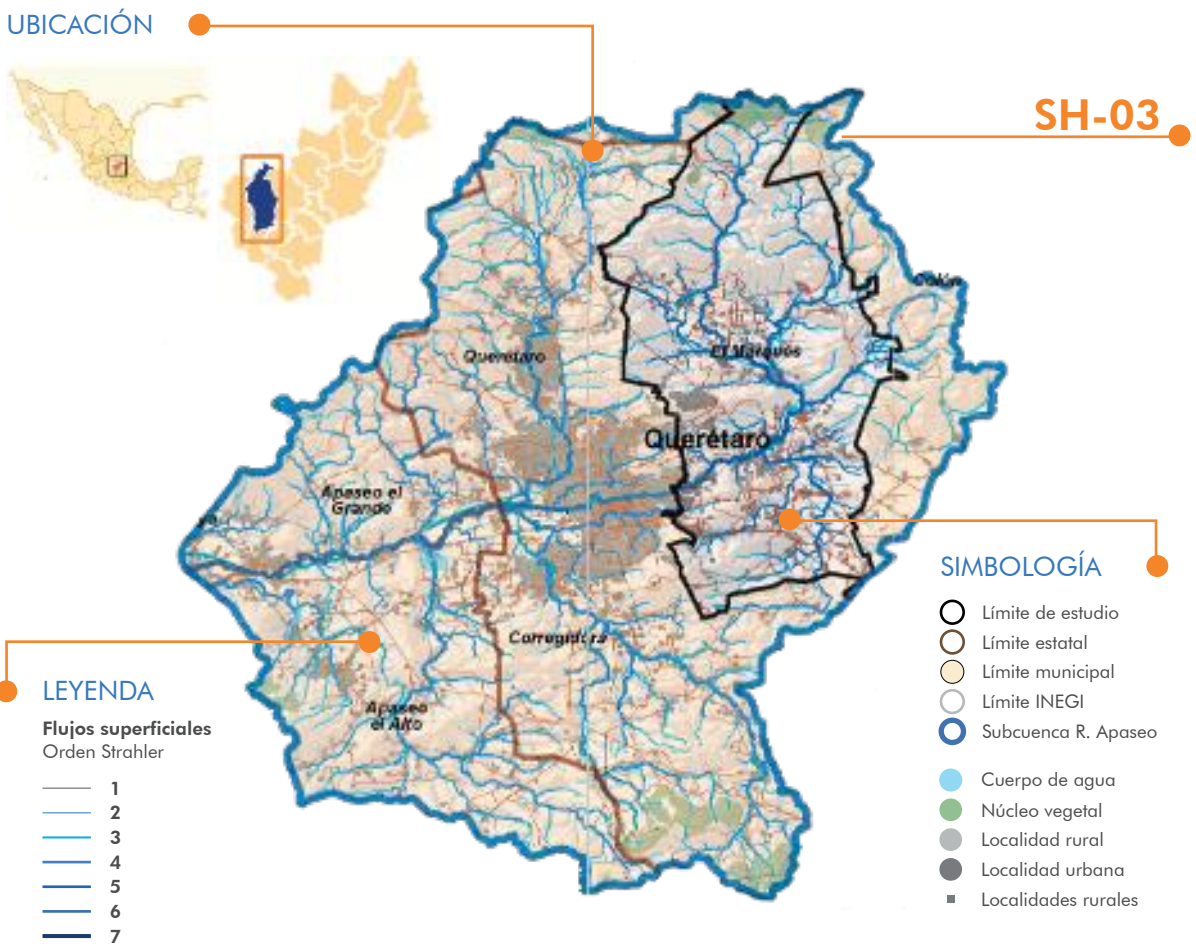 UBICACIÓN
SH-03
Colón
Querétaro
El Marqués
Querétaro
Apaseo el
Grande
Corregidora
Apaseo
el Alto
SIMBOLOGÍA
Límite de estudio
Límite estatal
Límite municipal
Límite INEGI
Subcuenca R. Apaseo
Cuerpo de agua
Núcleo vegetal
Localidad rural
Localidad urbana
Localidades rurales
LEYENDA
Flujos superficiales
Orden Strahler
1
2
3
4
5
6
7